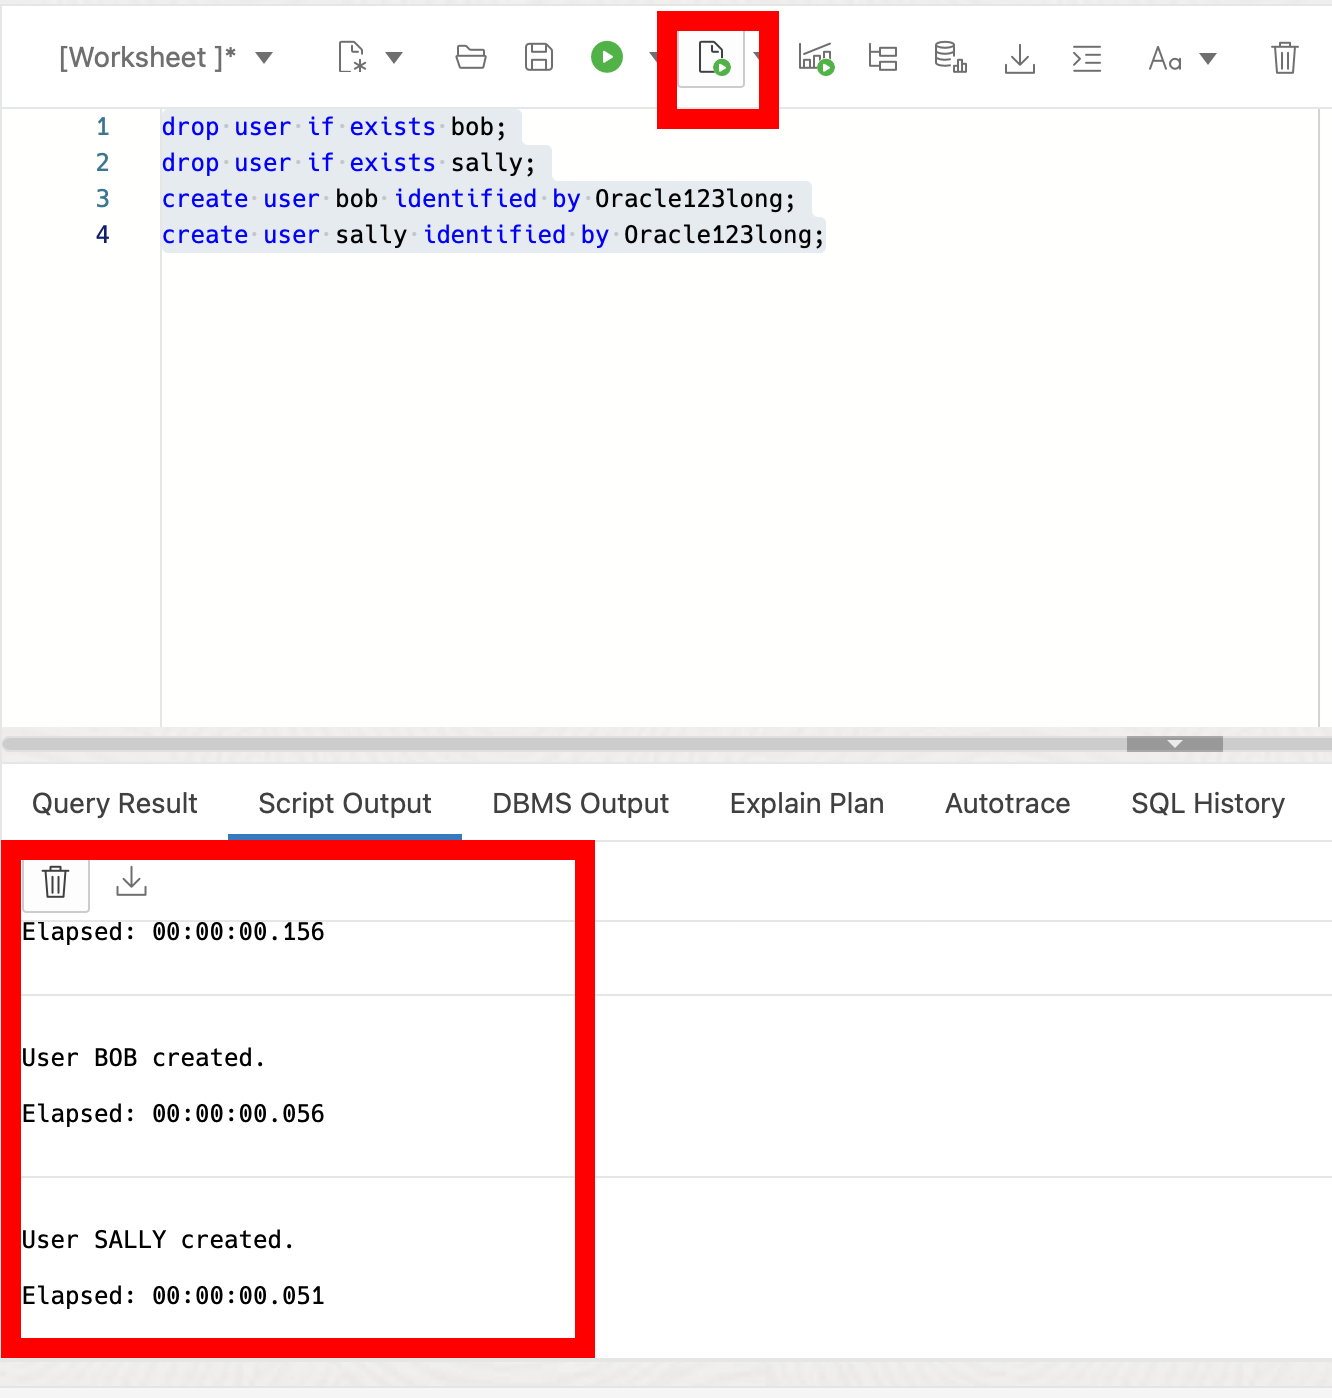 [Worksheet ]*
Aa
1 drop user if exists bob;
2 drop user if exists sally;
3 create user bob identified by Oracle123long;
4 create user sally identified by Oracle123long;
Query Result Script Output DBMS Output Explain Plan Autotrace SQL History
Elapsed: 00:00:00.156
User BOB created.
Elapsed: 00:00:00.056
User SALLY created.
Elapsed: 00:00:00.051